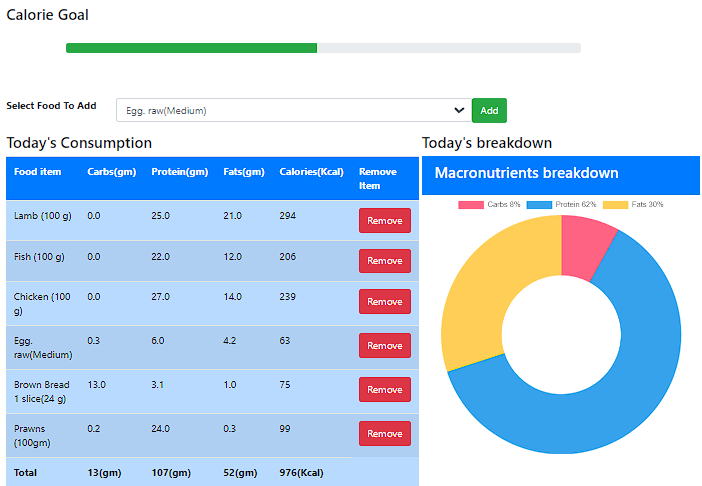 Calorie Goal
Select Food To Add
Egg. raw(Medium)
Add
Today's Consumption
Food item Carbs(gm) Protein(gm) Fats(gm) Calories(Kcal) Remove Item
Lamb (100 g) 0.0 25.0 21.0 294 Remove
Fish (100 g) 0.0 22.0 12.0 206 Remove
Chicken (100 g) 0.0 27.0 14.0 239 Remove
Egg. raw(Medium) 0.3 6.0 4.2 63 Remove
Brown Bread 1 slice(24 g) 13.0 3.1 1.0 75 Remove
Prawns (100gm) 0.2 24.0 0.3 99 Remove
Total 13(gm) 107(gm) 52(gm) 976(Kcal)
Today's breakdown
Macronutrients breakdown
Carbs 8% Protein 62% Fats 30%